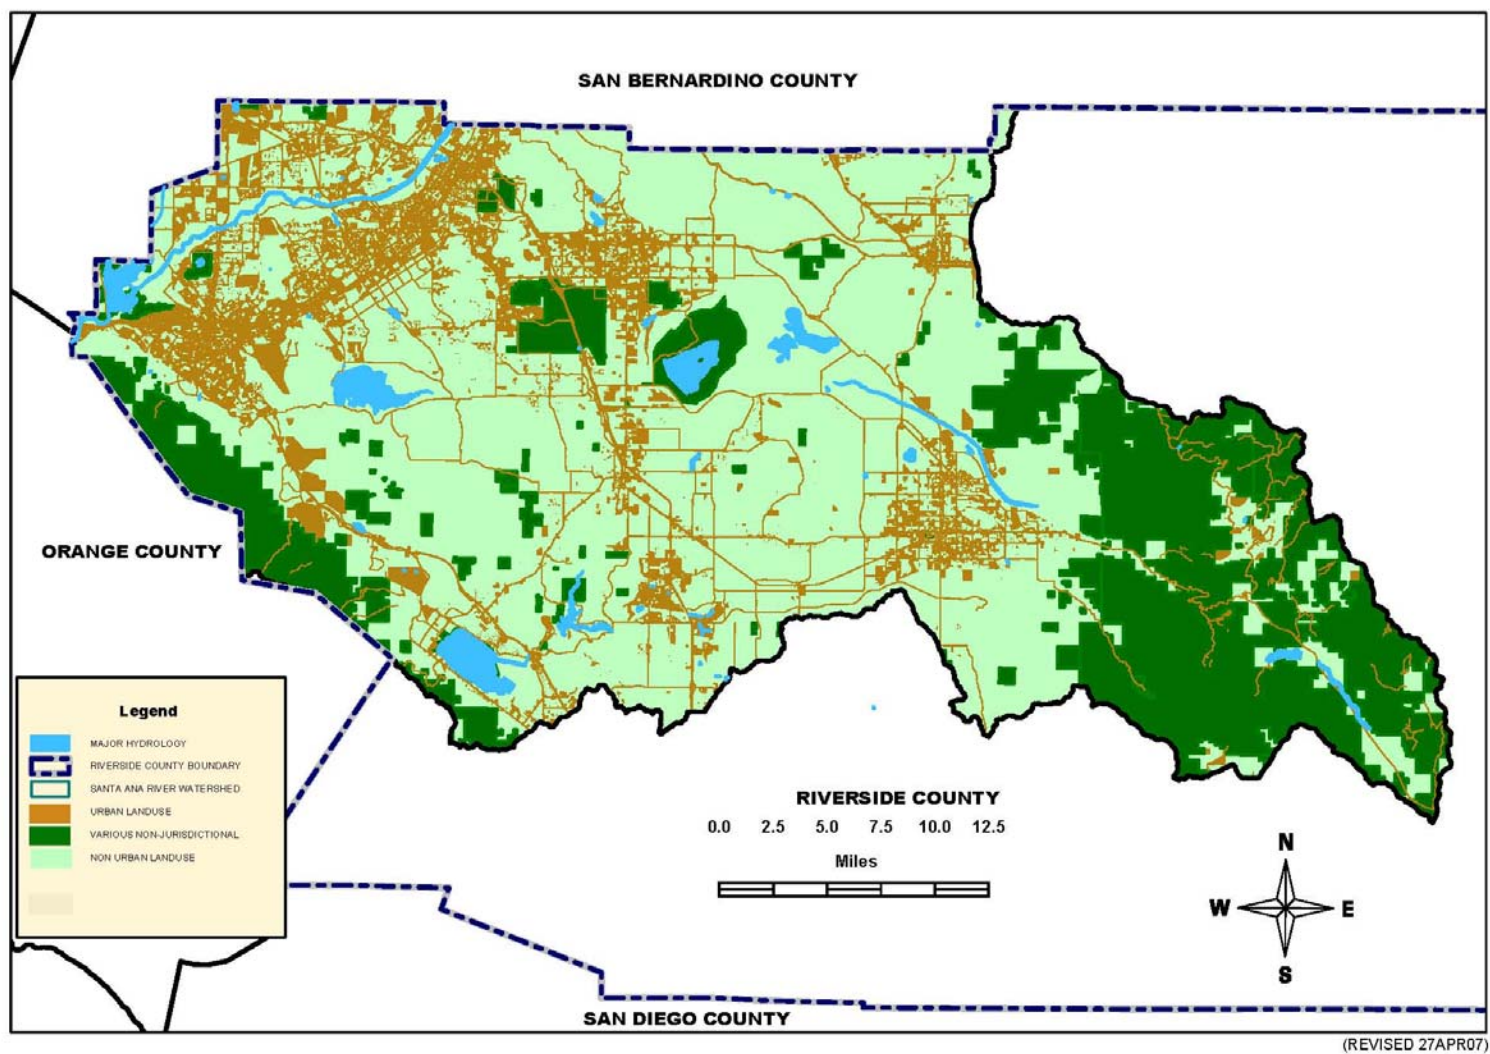 SAN BERNARDINO COUNTY
ORANGE COUNTY
Legend
MAJOR HYDROLOGY
RIVERSIDE COUNTY BOUNDARY
SANTA ANA RIVER WATERSHED
URBAN LANDUSE
VARIOUS NON-JURISDICTIONAL
NON URBAN LANDUSE
RIVERSIDE COUNTY
0.0 2.5 5.0 7.5 10.0 12.5
Miles
N
W E
S
SAN DIEGO COUNTY
(REVISED 27APR07)